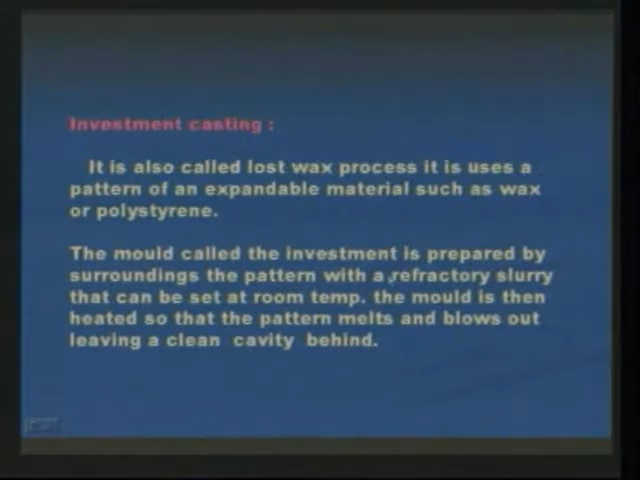 Investment casting :
It is also called lost wax process it is uses a
pattern of an expandable material such as wax
or polystyrene.
The mould called the investment is prepared by
surroundings the pattern with a refractory slurry
that can be set at room temp. the mould is then
heated so that the pattern melts and blows out
leaving a clean cavity behind.